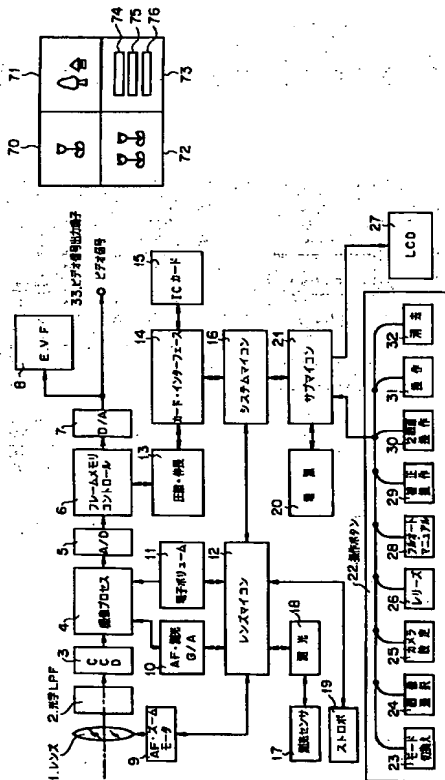 1.レンズ
2.光学LPF
3
CCD
4
撮像プロセス
5
A/D
6
フレームメモリコントロール
7
D/A
8
E.V.F
33.ビデオ信号出力端子
ビデオ信号
9
AF・ズームモータ
10
AF・測光 G/A
11
電子ボリューム
12
レンズマイコン
13
圧縮・伸長
14
カード・インターフェース
15
ICカード
16
システムマイコン
17
測光センサ
18
測光
19
ストロボ
20
電源
21
サブマイコン
22.操作ボタン
23
モード切換え
24
画像選択
25
カメラ設定
26
レリーズ
27
LCD
28
フルオートマニュアル
29
補正操作
30
操作
31
操作
32
消去
70
71
72
73
74
75
76